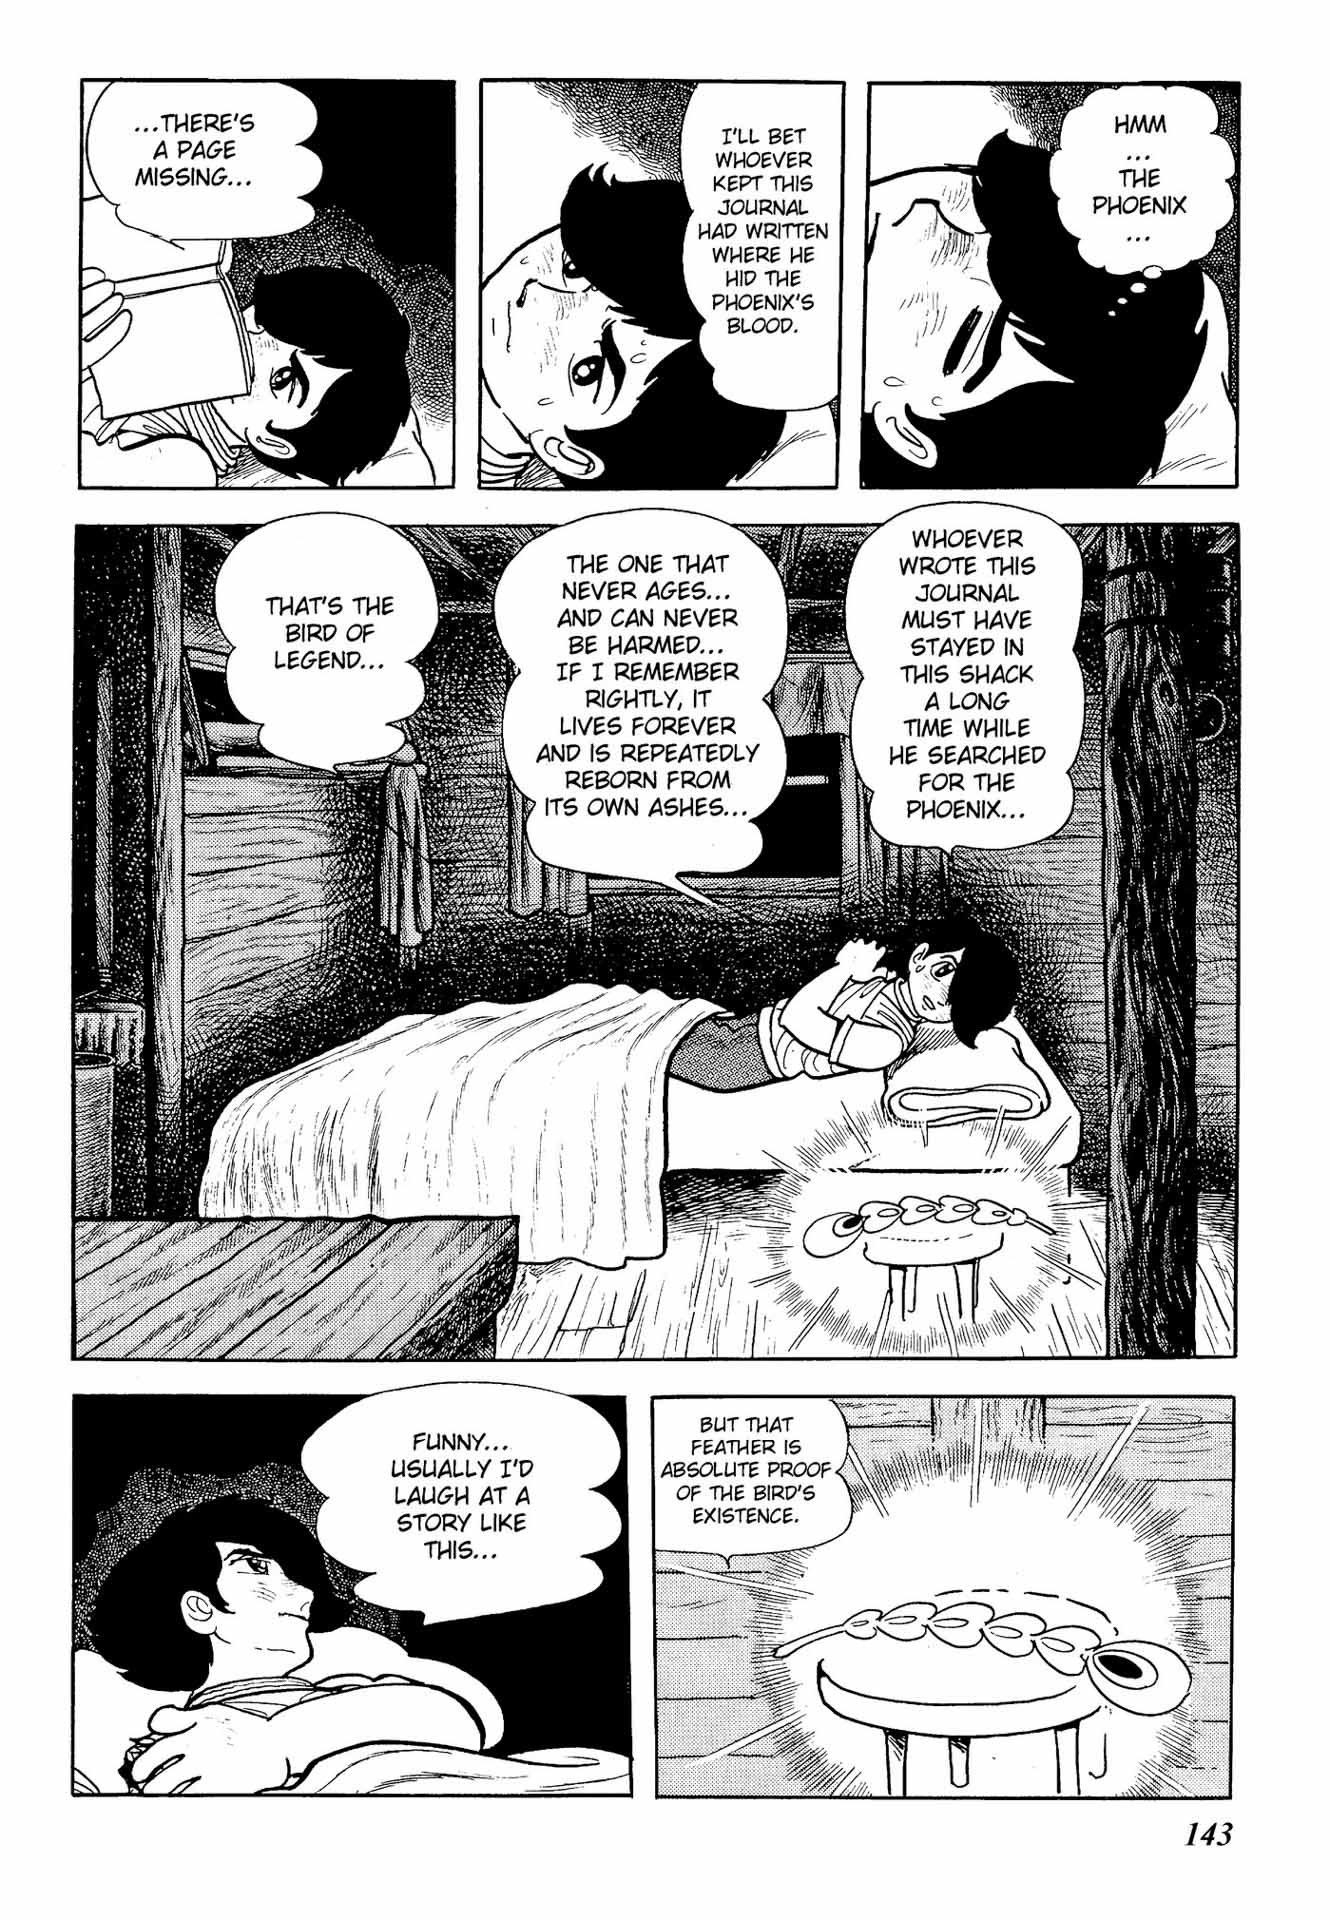 ...THERE'S
A PAGE
MISSING...
I'LL BET
WHOEVER
KEPT THIS
JOURNAL
HAD WRITTEN
WHERE HE
HID THE
PHOENIX'S
BLOOD.
HMM
...
THE
PHOENIX
...
THAT'S THE
BIRD OF
LEGEND...
THE ONE THAT
NEVER AGES...
AND CAN NEVER
BE HARMED...
IF I REMEMBER
RIGHTLY, IT
LIVES FOREVER
AND IS REPEATEDLY
REBORN FROM
ITS OWN ASHES...
WHOEVER
WROTE THIS
JOURNAL
MUST HAVE
STAYED IN
THIS SHACK
A LONG
TIME WHILE
HE SEARCHED
FOR THE
PHOENIX...
FUNNY...
USUALLY I'D
LAUGH AT A
STORY LIKE
THIS...
BUT THAT
FEATHER IS
ABSOLUTE PROOF
OF THE BIRD'S
EXISTENCE.
143